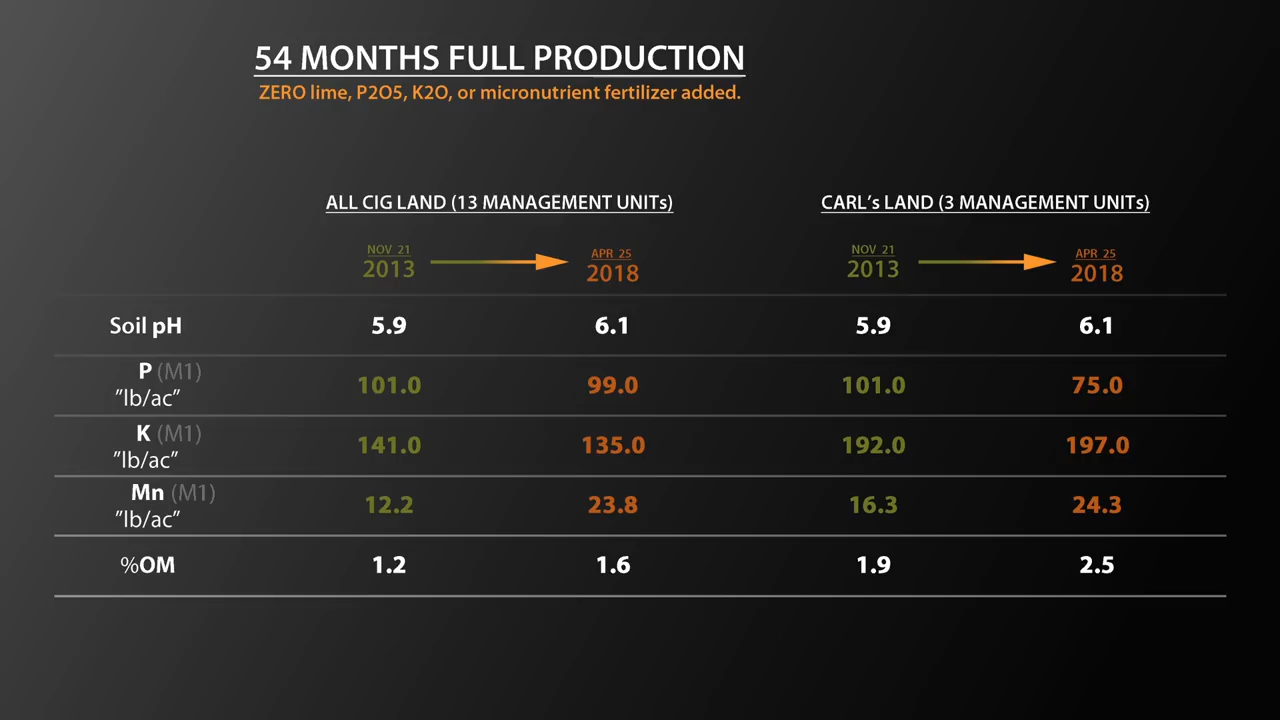 54 MONTHS FULL PRODUCTION
ZERO lime, P2O5, K2O, or micronutrient fertilizer added.
ALL CIG LAND (13 MANAGEMENT UNITs)
CARL's LAND (3 MANAGEMENT UNITs)
NOV 21
2013
APR 25
2018
NOV 21
2013
APR 25
2018
Soil pH 5.9 6.1 5.9 6.1
P (M1)
"lb/ac" 101.0 99.0 101.0 75.0
K (M1)
"lb/ac" 141.0 135.0 192.0 197.0
Mn (M1)
"lb/ac" 12.2 23.8 16.3 24.3
%OM 1.2 1.6 1.9 2.5